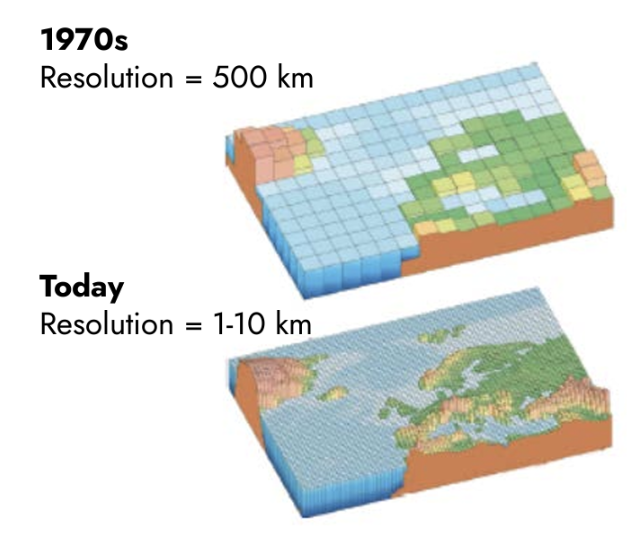 1970s
Resolution = 500 km
Today
Resolution = 1-10 km